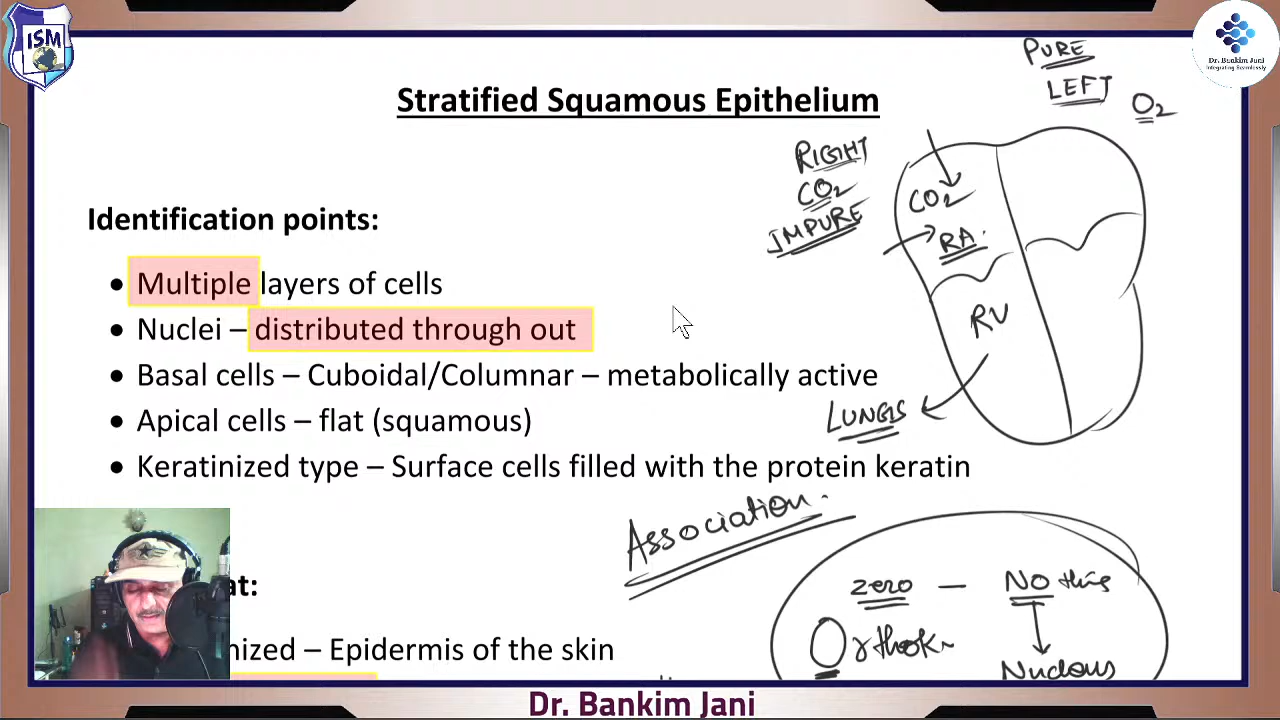 ISM
Dr. Bankim Jani
Integrating Seamlessly
Stratified Squamous Epithelium
PURE
LEFT
O2
RIGHT
CO2
IMPURE
CO2
RA.
RV
LUNGS
Identification points:
• Multiple layers of cells
• Nuclei – distributed through out
• Basal cells – Cuboidal/Columnar – metabolically active
• Apical cells – flat (squamous)
• Keratinized type – Surface cells filled with the protein keratin
Association.
zero — Nothing
Nucleus
at:
nized – Epidermis of the skin
Dr. Bankim Jani